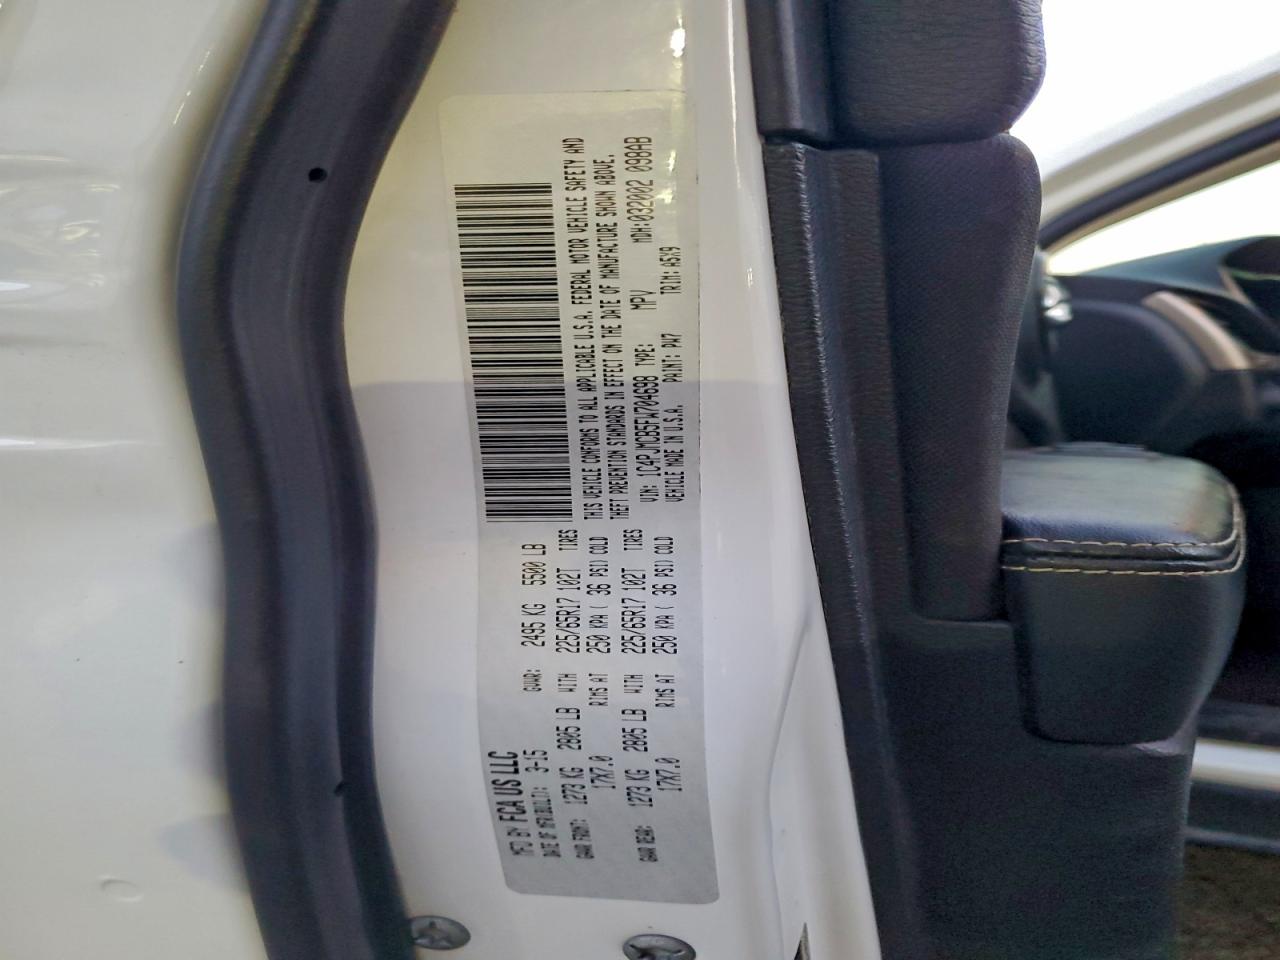 MFD BY FCA US LLC
DATE OF MFR(BUILT): 3-15 GVWR: 2495 KG 5500 LB
GAWR FRONT: 1273 KG 2805 LB WITH 225/65R17 102T TIRES
17X7.0 RIMS AT 250 KPA ( 36 PSI) COLD
GAWR REAR: 1273 KG 2805 LB WITH 225/65R17 102T TIRES
17X7.0 RIMS AT 250 KPA ( 36 PSI) COLD
THIS VEHICLE CONFORMS TO ALL APPLICABLE U.S.A. FEDERAL MOTOR VEHICLE SAFETY AND
THEFT PREVENTION STANDARDS IN EFFECT ON THE DATE OF MANUFACTURE SHOWN ABOVE.
VIN: 1C4PJMCB5FW704698 TYPE: MPV MDH:032002 098AB
VEHICLE MADE IN U.S.A. PAINT: PW7 TRIM: A5X9